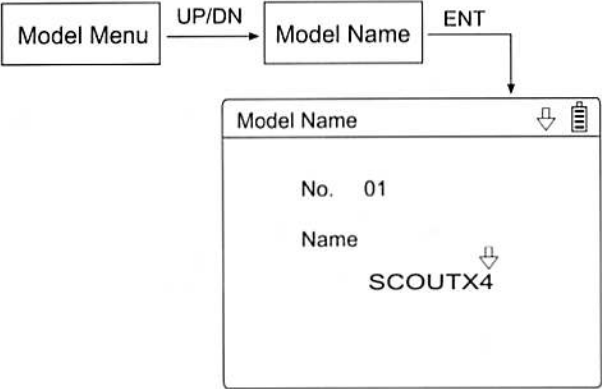 Model Menu
UP/DN
Model Name
ENT
Model Name
No. 01
Name
SCOUTX4